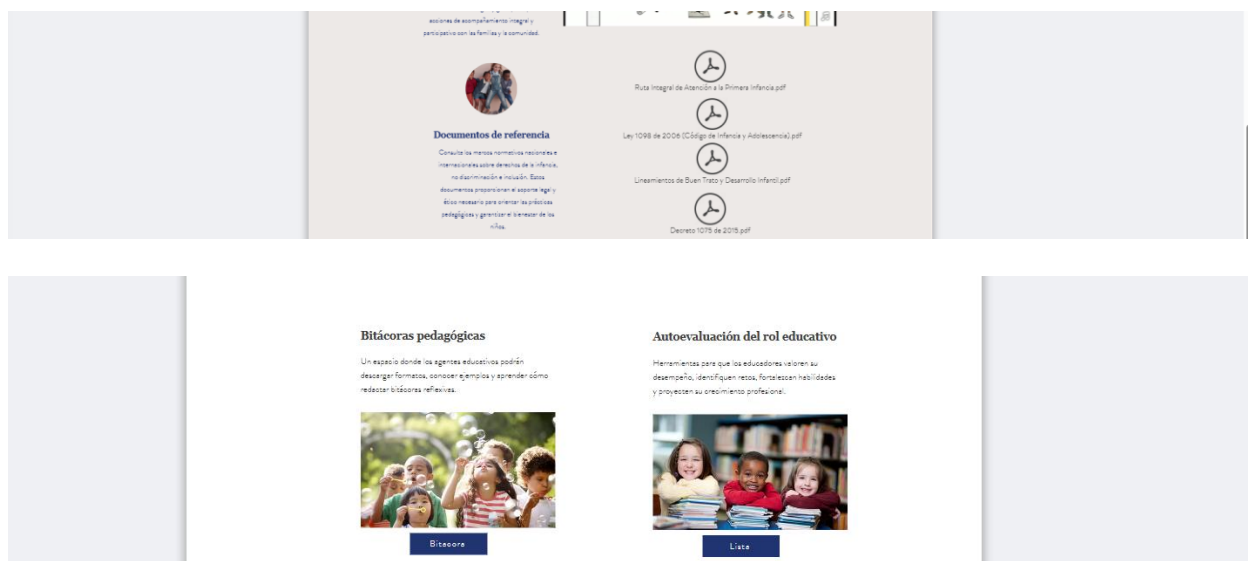 acciones de acompañamiento integral y
participativo con las familias y la comunidad.
Documentos de referencia
Consulta los marcos normativos nacionales e
internacionales sobre derechos de la infancia,
no discriminación e inclusión. Estos
documentos proporcionan el soporte legal y
ético necesario para orientar las prácticas
pedagógicas y garantizar el bienestar de los
niños.
Ruta Integral de Atención a la Primera Infancia.pdf
Ley 1098 de 2006 (Código de Infancia y Adolescencia).pdf
Lineamientos de Buen Trato y Desarrollo Infantil.pdf
Decreto 1075 de 2015.pdf
Bitácoras pedagógicas
Un espacio donde los agentes educativos podrán
descargar formatos, conocer ejemplos y aprender cómo
redactar bitácoras reflexivas.
Bitacora
Autoevaluación del rol educativo
Herramientas para que los educadores valoren su
desempeño, identifiquen retos, fortalezcan habilidades
y proyecten su crecimiento profesional.
Lista